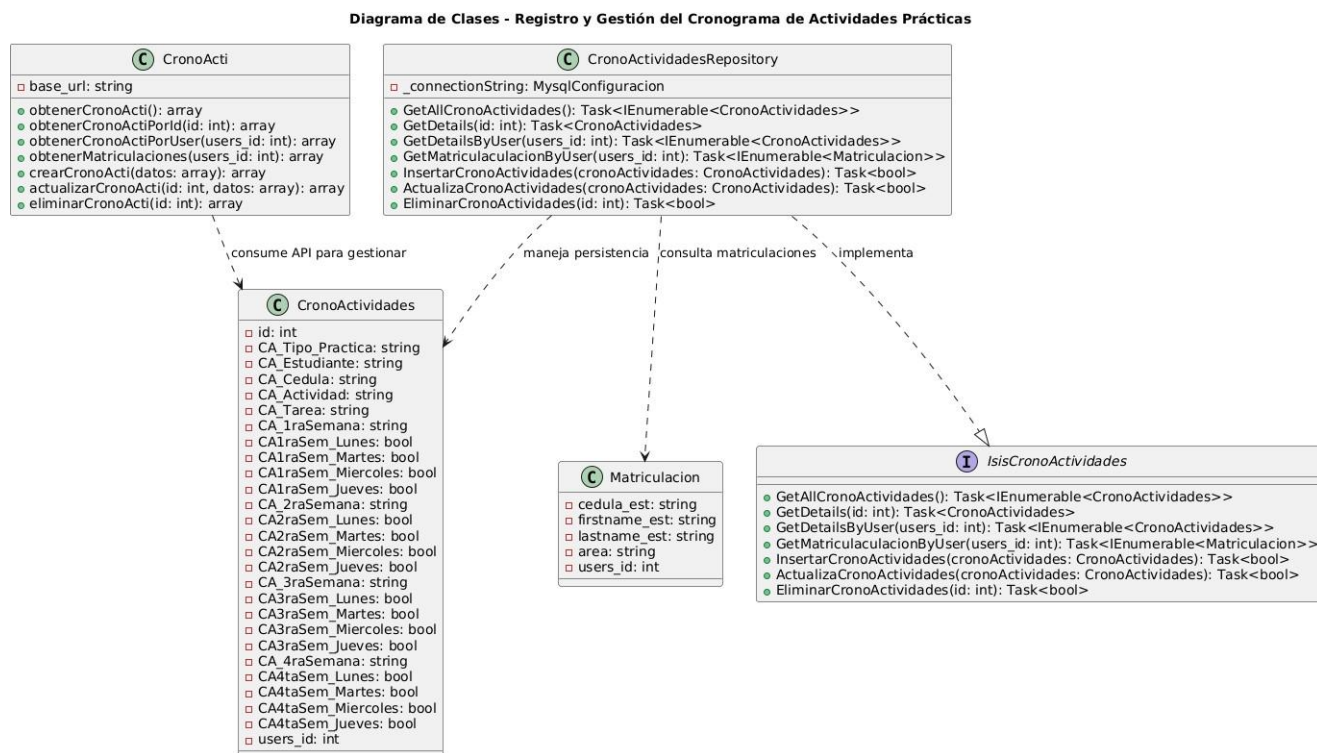 Diagrama de Clases - Registro y Gestión del Cronograma de Actividades Prácticas
C CronoActi
base_url: string
obtenerCronoActi(): array
obtenerCronoActiPorId(id: int): array
obtenerCronoActiPorUser(users_id: int): array
obtenerMatriculaciones(users_id: int): array
crearCronoActi(datos: array): array
actualizarCronoActi(id: int, datos: array): array
eliminarCronoActi(id: int): array
C CronoActividadesRepository
_connectionString: MysqlConfiguracion
GetAllCronoActividades(): Task<IEnumerable<CronoActividades>>
GetDetails(id: int): Task<CronoActividades>
GetDetailsByUser(users_id: int): Task<IEnumerable<CronoActividades>>
GetMatriculaculacionByUser(users_id: int): Task<IEnumerable<Matriculacion>>
InsertarCronoActividades(cronoActividades: CronoActividades): Task<bool>
ActualizaCronoActividades(cronoActividades: CronoActividades): Task<bool>
EliminarCronoActividades(id: int): Task<bool>
consume API para gestionar
maneja persistencia
consulta matriculaciones
implementa
C CronoActividades
id: int
CA_Tipo_Practica: string
CA_Estudiante: string
CA_Cedula: string
CA_Actividad: string
CA_Tarea: string
CA_1raSemana: string
CA1raSem_Lunes: bool
CA1raSem_Martes: bool
CA1raSem_Miercoles: bool
CA1raSem_Jueves: bool
CA_2raSemana: string
CA2raSem_Lunes: bool
CA2raSem_Martes: bool
CA2raSem_Miercoles: bool
CA2raSem_Jueves: bool
CA_3raSemana: string
CA3raSem_Lunes: bool
CA3raSem_Martes: bool
CA3raSem_Miercoles: bool
CA3raSem_Jueves: bool
CA_4raSemana: string
CA4taSem_Lunes: bool
CA4taSem_Martes: bool
CA4taSem_Miercoles: bool
CA4taSem_Jueves: bool
users_id: int
C Matriculacion
cedula_est: string
firstname_est: string
lastname_est: string
area: string
users_id: int
I IsisCronoActividades
GetAllCronoActividades(): Task<IEnumerable<CronoActividades>>
GetDetails(id: int): Task<CronoActividades>
GetDetailsByUser(users_id: int): Task<IEnumerable<CronoActividades>>
GetMatriculaculacionByUser(users_id: int): Task<IEnumerable<Matriculacion>>
InsertarCronoActividades(cronoActividades: CronoActividades): Task<bool>
ActualizaCronoActividades(cronoActividades: CronoActividades): Task<bool>
EliminarCronoActividades(id: int): Task<bool>